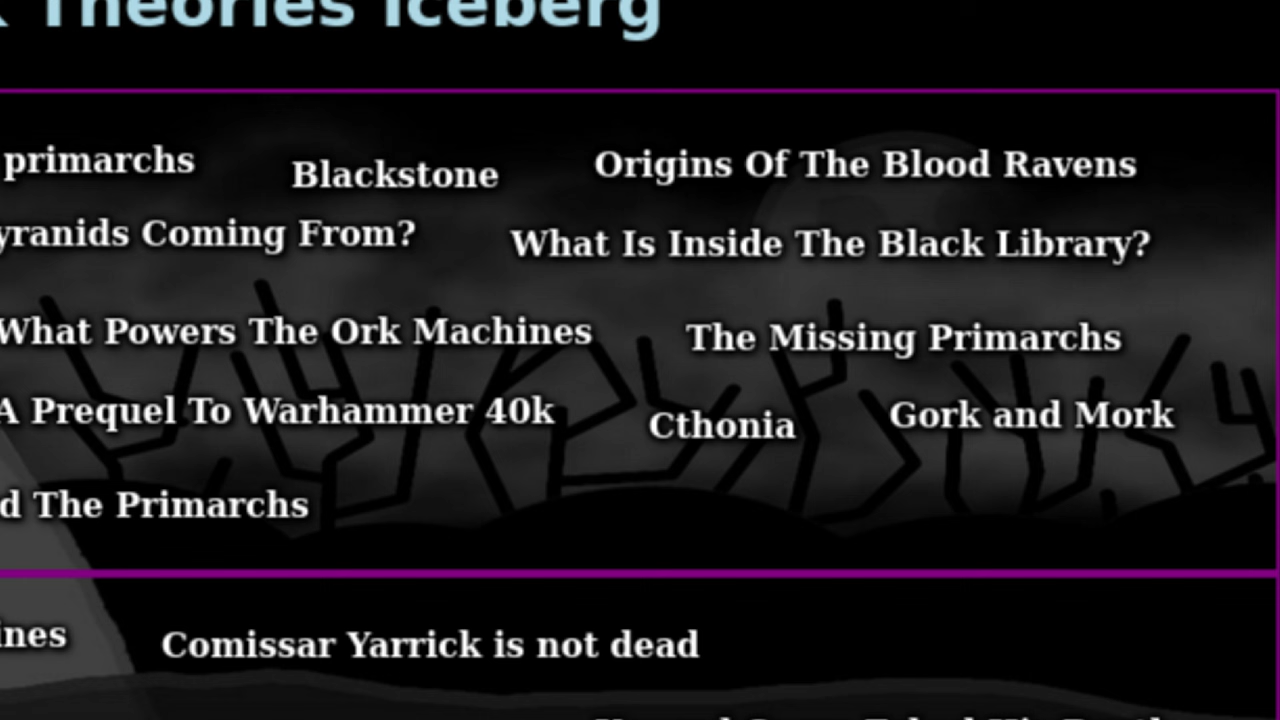 Theories Iceberg
primarchs
Blackstone
Origins Of The Blood Ravens
yranids Coming From?
What Is Inside The Black Library?
What Powers The Ork Machines
The Missing Primarchs
A Prequel To Warhammer 40k
Cthonia
Gork and Mork
d The Primarchs
ines
Comissar Yarrick is not dead